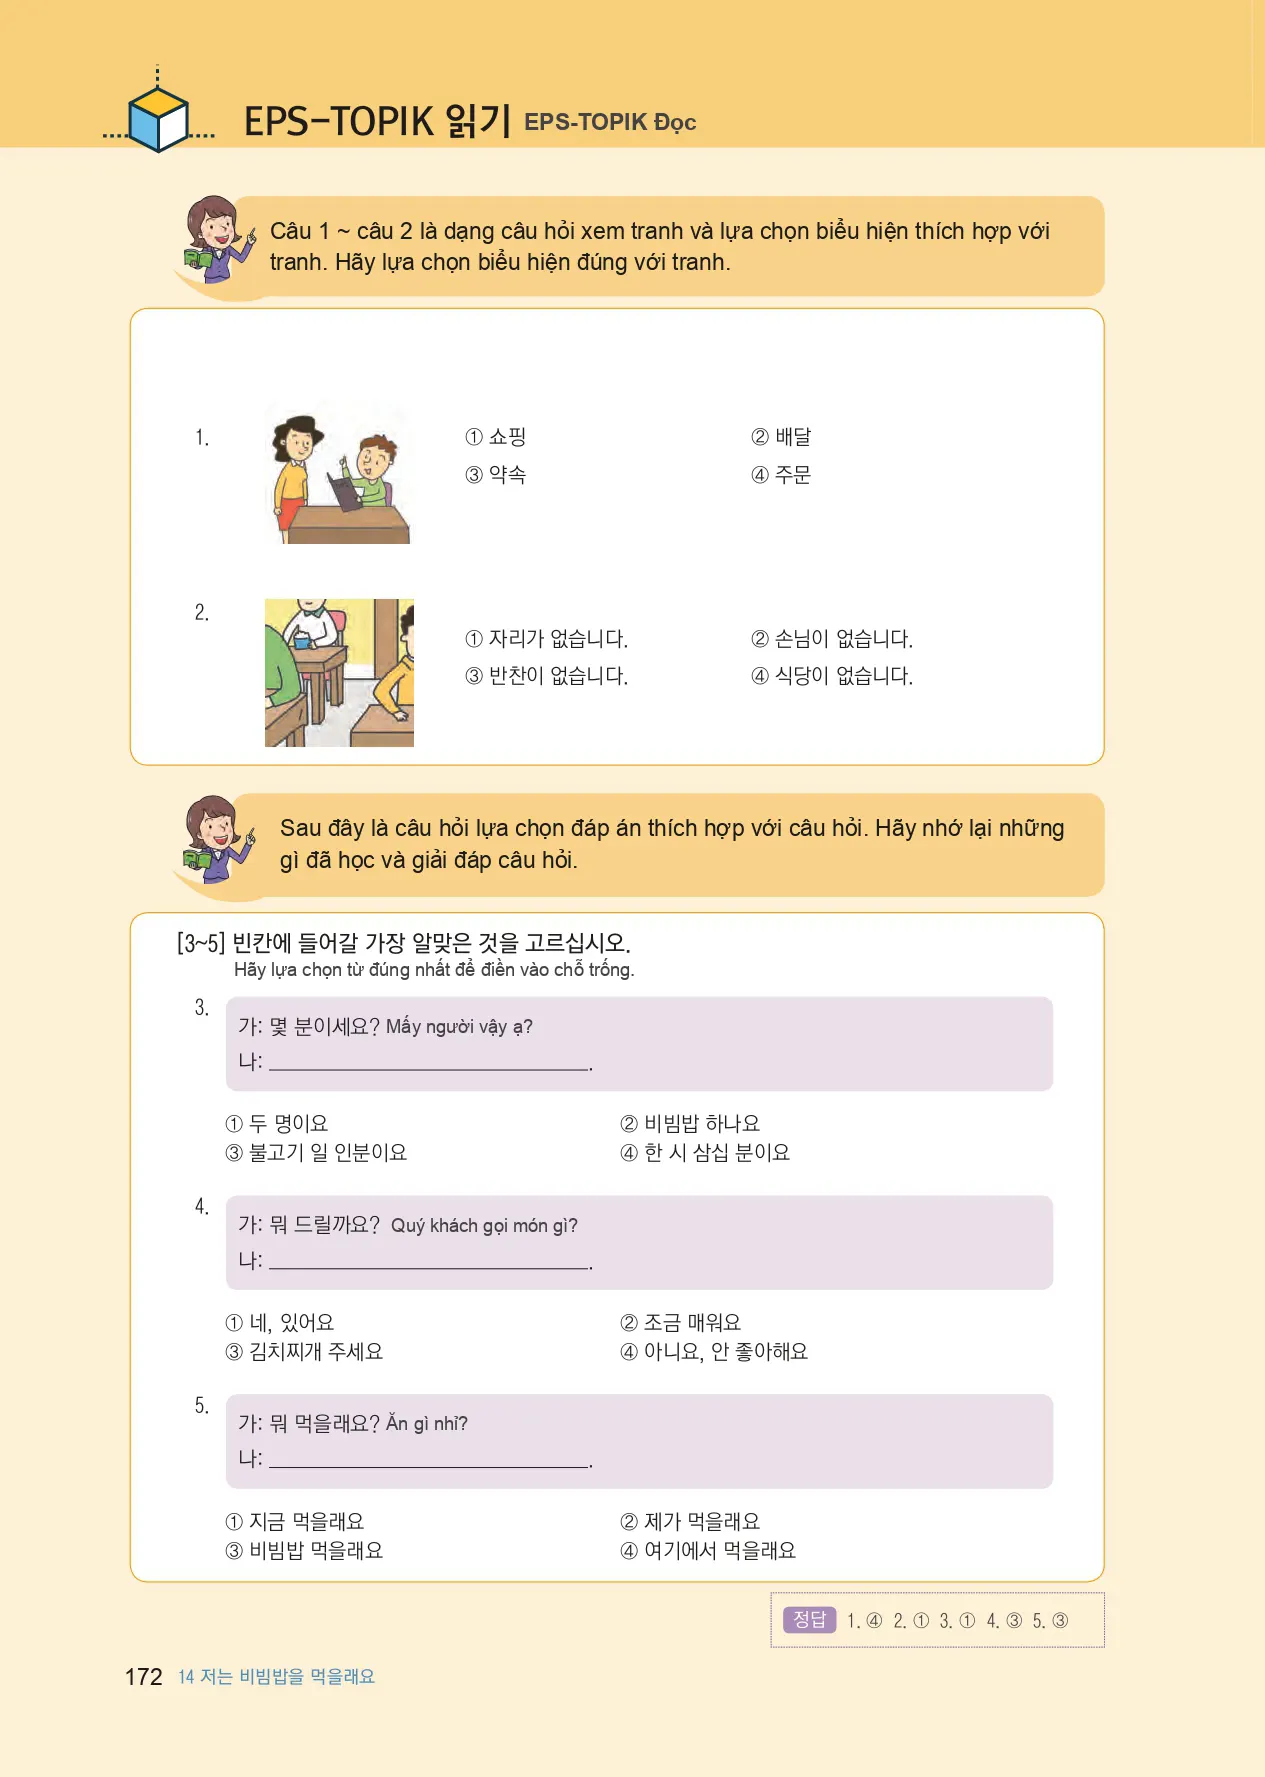 EPS-TOPIK 읽기 EPS-TOPIK Đọc
Câu 1 ~ câu 2 là dạng câu hỏi xem tranh và lựa chọn biểu hiện thích hợp với
tranh. Hãy lựa chọn biểu hiện đúng với tranh.
1.
① 쇼핑 ② 배달
③ 약속 ④ 주문
2.
① 자리가 없습니다. ② 손님이 없습니다.
③ 반찬이 없습니다. ④ 식당이 없습니다.
Sau đây là câu hỏi lựa chọn đáp án thích hợp với câu hỏi. Hãy nhớ lại những
gì đã học và giải đáp câu hỏi.
[3~5] 빈칸에 들어갈 가장 알맞은 것을 고르십시오.
Hãy lựa chọn từ đúng nhất để điền vào chỗ trống.
3.
가: 몇 분이세요? Mấy người vậy ạ?
나: ______________________________.
① 두 명이요 ② 비빔밥 하나요
③ 불고기 일 인분이요 ④ 한 시 삼십 분이요
4.
가: 뭐 드릴까요? Quý khách gọi món gì?
나: ______________________________.
① 네, 있어요 ② 조금 매워요
③ 김치찌개 주세요 ④ 아니요, 안 좋아해요
5.
가: 뭐 먹을래요? Ăn gì nhỉ?
나: ______________________________.
① 지금 먹을래요 ② 제가 먹을래요
③ 비빔밥 먹을래요 ④ 여기에서 먹을래요
정답 1. ④ 2. ① 3. ① 4. ③ 5. ③
172 14 저는 비빔밥을 먹을래요